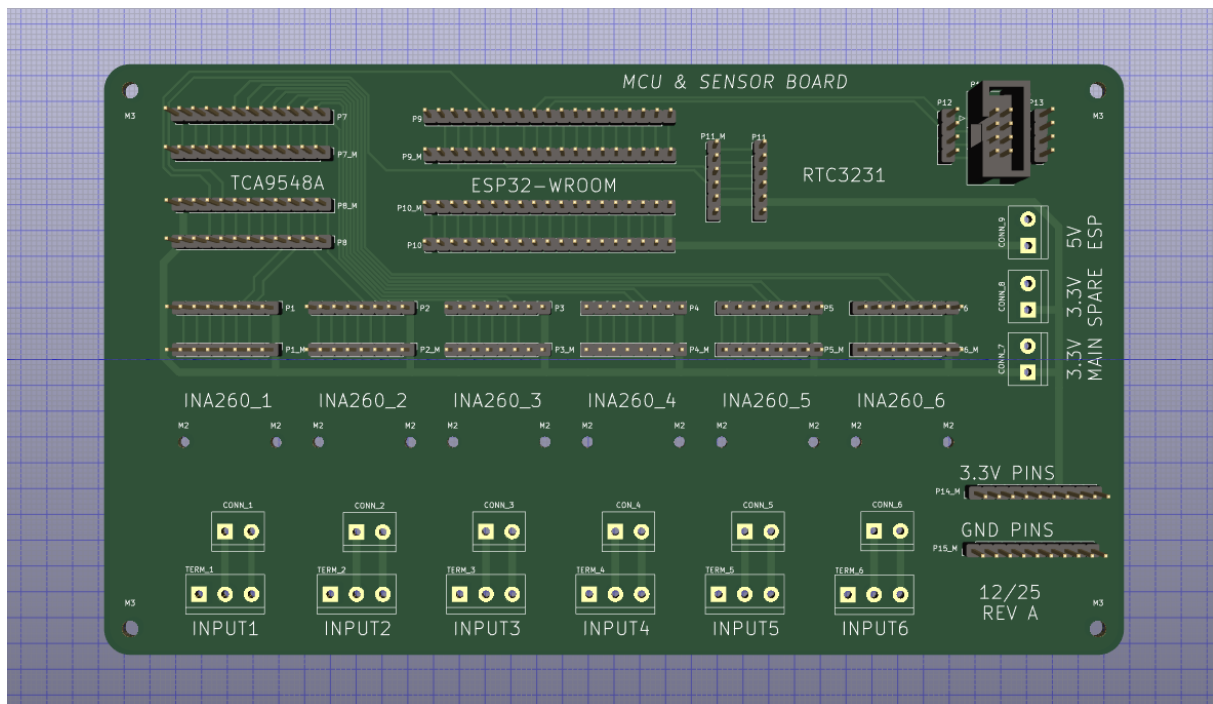 MCU & SENSOR BOARD
M3
M3
P7
P9
P12
P13
P11_M
P11
P7_M
P9_M
TCA9548A
ESP32-WROOM
RTC3231
P8_M
P10_M
P8
P10
CONN_9
5V
ESP
P1
P2
P3
P4
P5
P6
CONN_8
3.3V
SPARE
P1_M
P2_M
P3_M
P4_M
P5_M
P6_M
CONN_7
3.3V
MAIN
INA260_1
INA260_2
INA260_3
INA260_4
INA260_5
INA260_6
M2
M2
M2
M2
M2
M2
M2
M2
M2
M2
M2
M2
3.3V PINS
P14_M
CONN_1
CONN_2
CONN_3
CON_4
CONN_5
CONN_6
GND PINS
P15_M
TERM_1
TERM_2
TERM_3
TERM_4
TERM_5
TERM_6
12/25
REV A
M3
M3
INPUT1
INPUT2
INPUT3
INPUT4
INPUT5
INPUT6